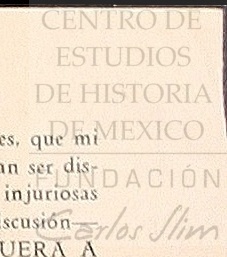 CENTRO DE
ESTUDIOS
DE HISTORIA
DE MEXICO
es, que mi
an ser dis-
FUNDACIÓN
injuriosas
iscusión—
Carlos Slim
UERA A